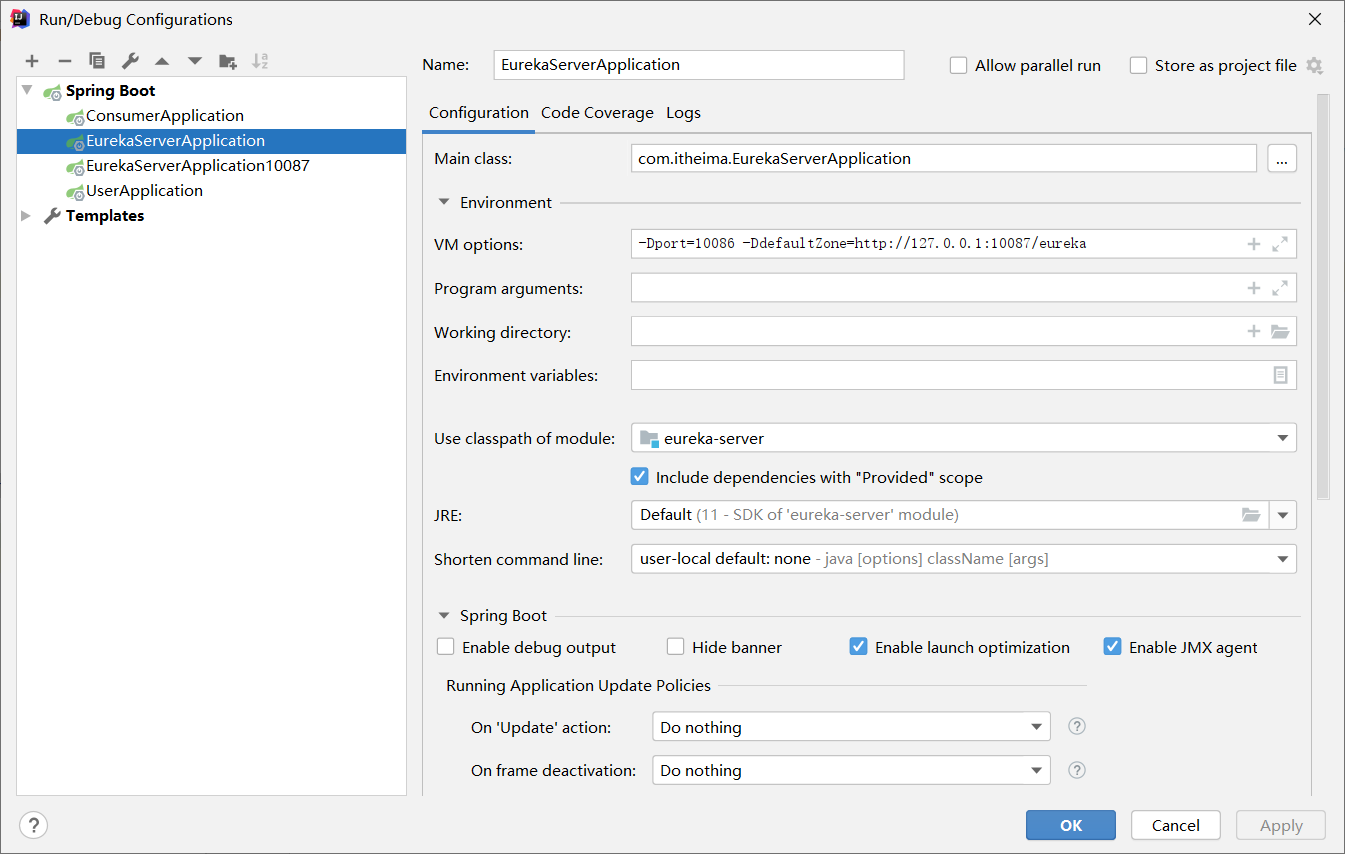 Run/Debug Configurations
Name: EurekaServerApplication Allow parallel run Store as project file
Spring Boot
ConsumerApplication
EurekaServerApplication
EurekaServerApplication10087
UserApplication
Templates
Configuration Code Coverage Logs
Main class: com.itheima.EurekaServerApplication ...
Environment
VM options: -Dport=10086 -DdefaultZone=http://127.0.0.1:10087/eureka
Program arguments:
Working directory:
Environment variables:
Use classpath of module: eureka-server
Include dependencies with "Provided" scope
JRE: Default (11 - SDK of 'eureka-server' module)
Shorten command line: user-local default: none - java [options] className [args]
Spring Boot
Enable debug output Hide banner Enable launch optimization Enable JMX agent
Running Application Update Policies
On 'Update' action: Do nothing ?
On frame deactivation: Do nothing ?
? OK Cancel Apply